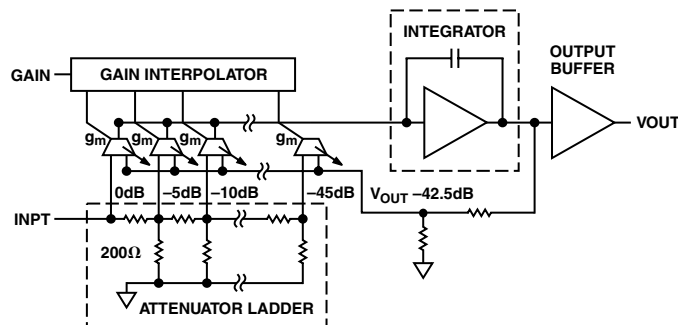 INTEGRATOR
OUTPUT
BUFFER
GAIN
GAIN INTERPOLATOR
gm gm gm gm
VOUT
0dB –5dB –10dB –45dB
VOUT –42.5dB
INPT
200Ω
ATTENUATOR LADDER